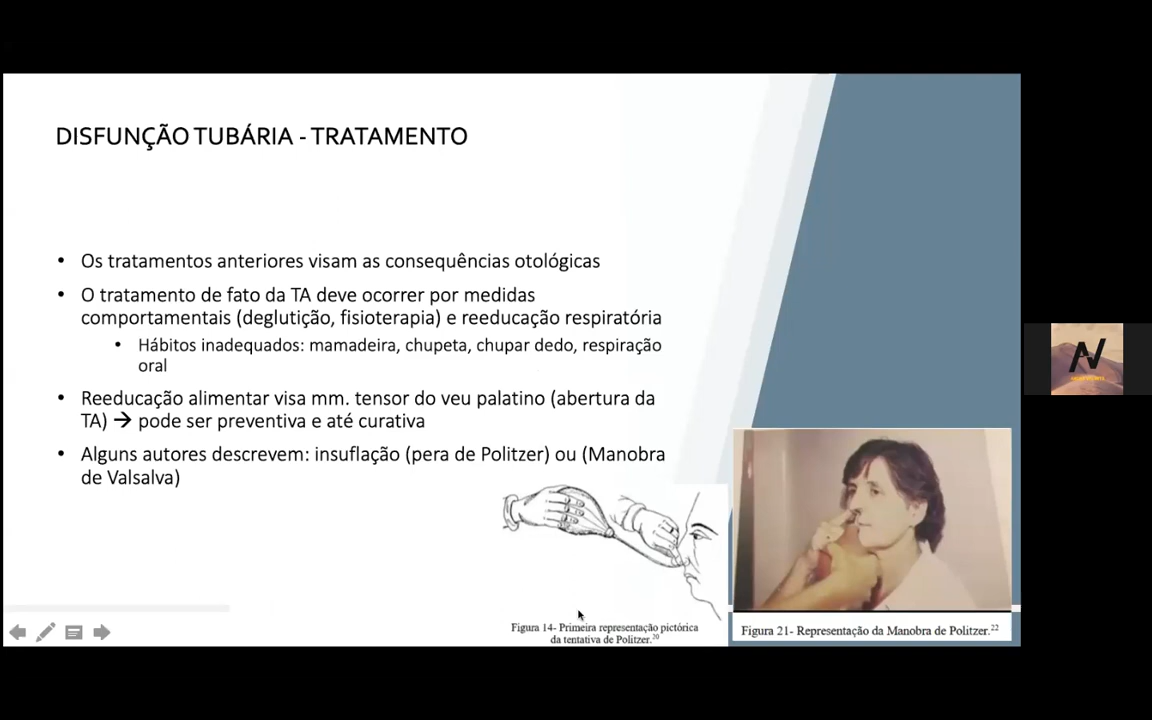 DISFUNÇÃO TUBÁRIA - TRATAMENTO
• Os tratamentos anteriores visam as consequências otológicas
• O tratamento de fato da TA deve ocorrer por medidas
comportamentais (deglutição, fisioterapia) e reeducação respiratória
• Hábitos inadequados: mamadeira, chupeta, chupar dedo, respiração
oral
• Reeducação alimentar visa mm. tensor do veu palatino (abertura da
TA) → pode ser preventiva e até curativa
• Alguns autores descrevem: insuflação (pera de Politzer) ou (Manobra
de Valsalva)
Figura 14- Primeira representação pictórica
da tentativa de Politzer.20
Figura 21- Representação da Manobra de Politzer.22